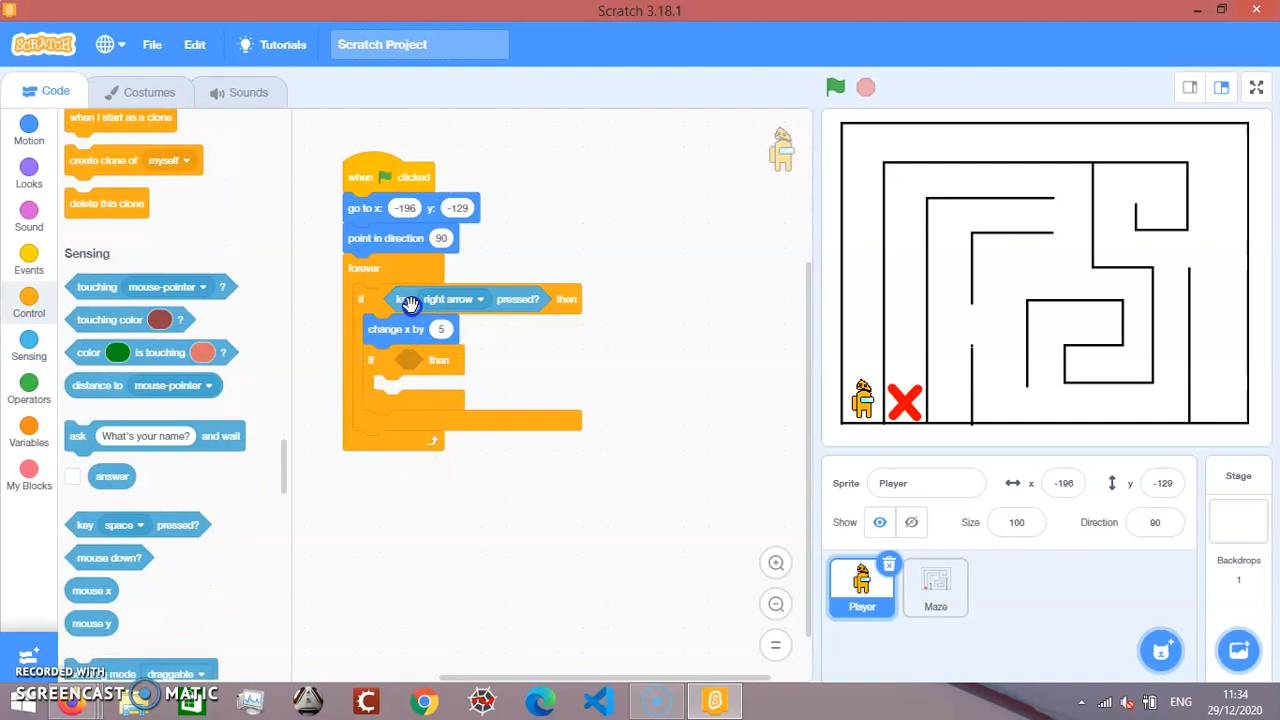 Scratch 3.18.1
SCRATCH
File
Edit
Tutorials
Scratch Project
Code
Costumes
Sounds
Motion
Looks
Sound
Events
Control
Sensing
Operators
Variables
My Blocks
when I start as a clone
create clone of myself
delete this clone
Sensing
touching mouse-pointer ?
touching color ?
color is touching ?
distance to mouse-pointer
ask What's your name? and wait
answer
key space pressed?
mouse down?
mouse x
mouse y
mode draggable
when clicked
go to x: -196 y: -129
point in direction 90
forever
if right arrow pressed? then
change x by 5
if then
Sprite Player x -196 y -129
Show Size 100 Direction 90
Player
Maze
Stage
Backdrops
1
RECORDED WITH
SCREENCAST MATIC
ENG
11:34
29/12/2020